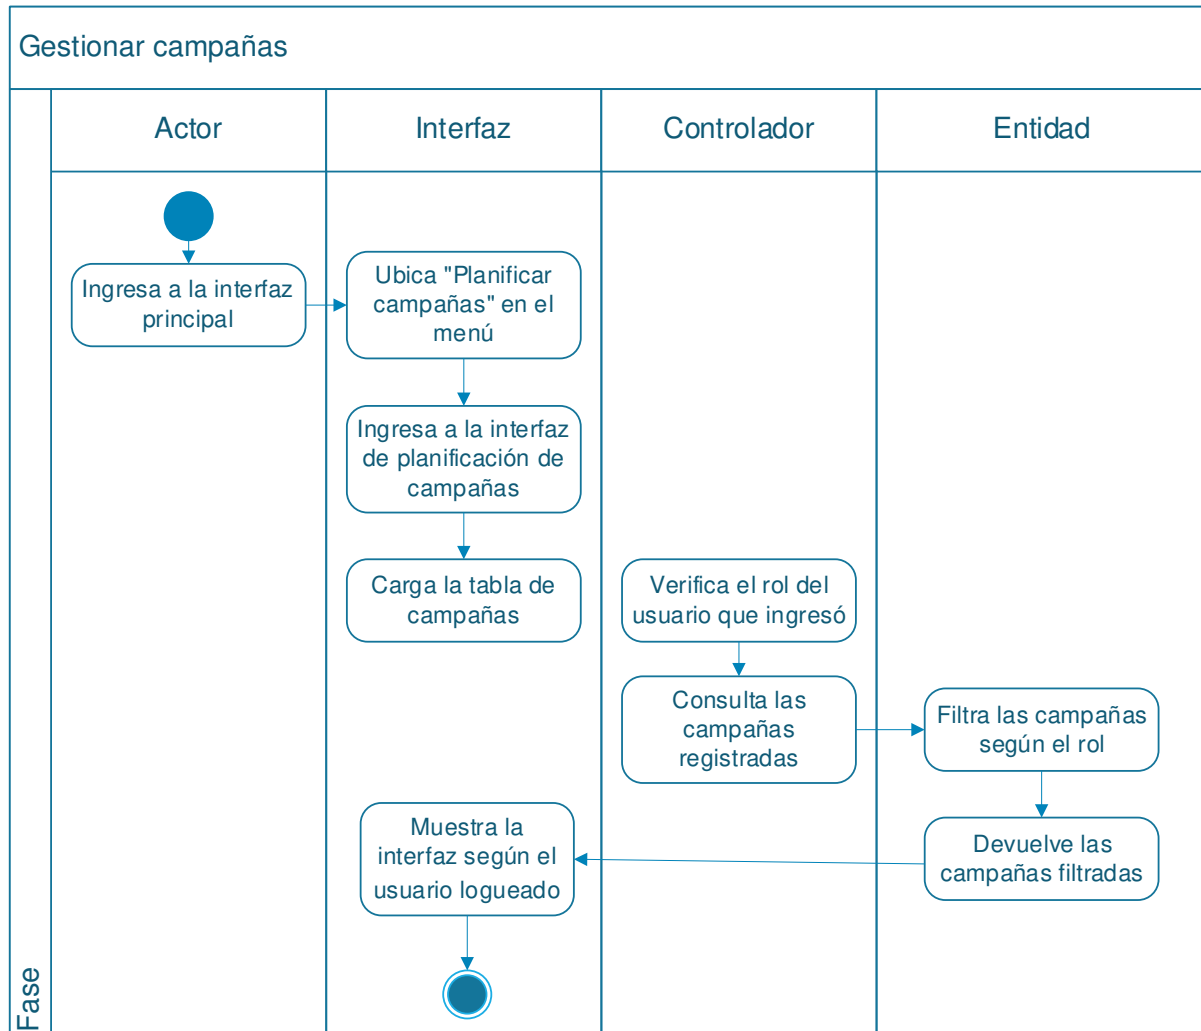 Gestionar campañas
Actor
Interfaz
Controlador
Entidad
Ingresa a la interfaz
principal
Ubica "Planificar
campañas" en el
menú
Ingresa a la interfaz
de planificación de
campañas
Carga la tabla de
campañas
Verifica el rol del
usuario que ingresó
Consulta las
campañas
registradas
Filtra las campañas
según el rol
Devuelve las
campañas filtradas
Muestra la
interfaz según el
usuario logueado
Fase